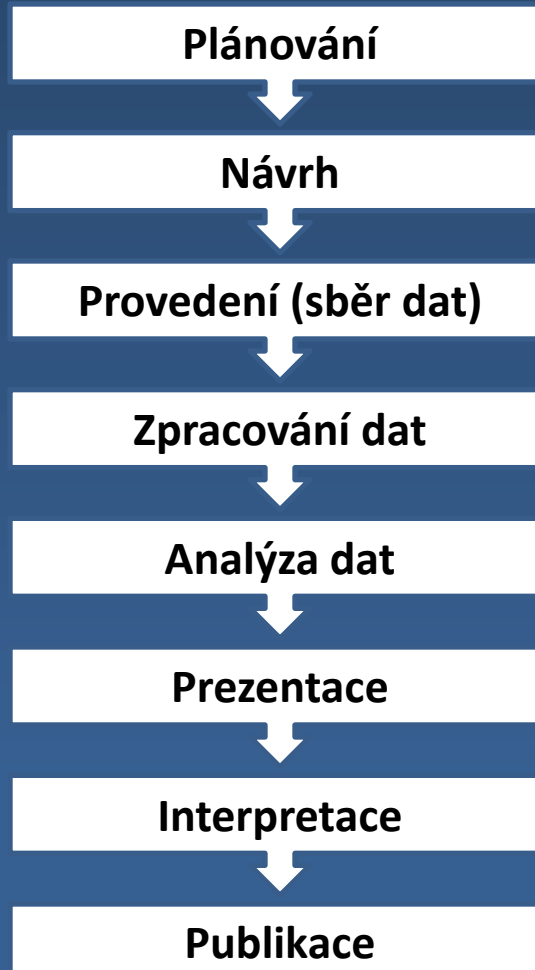 Plánování
Návrh
Provedení (sběr dat)
Zpracování dat
Analýza dat
Prezentace
Interpretace
Publikace